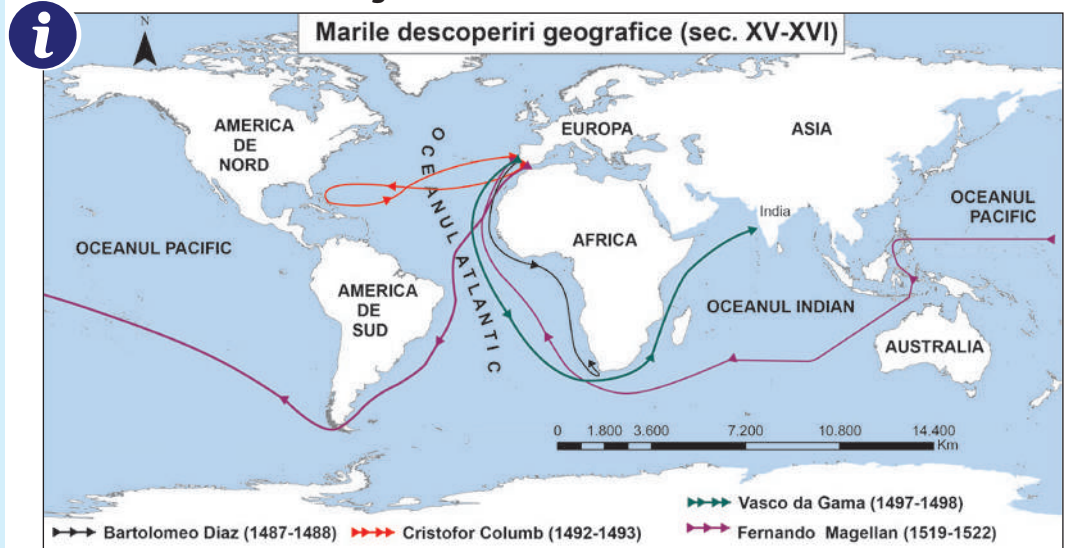 i
Marile descoperiri geografice (sec. XV-XVI)
N
AMERICA
DE
NORD
OCEANUL ATLANTIC
EUROPA
ASIA
OCEANUL
PACIFIC
India
OCEANUL PACIFIC
AFRICA
AMERICA
DE
SUD
OCEANUL INDIAN
AUSTRALIA
0 1.800 3.600 7.200 10.800 14.400
Km
Vasco da Gama (1497-1498)
Bartolomeo Diaz (1487-1488)
Cristofor Columb (1492-1493)
Fernando Magellan (1519-1522)